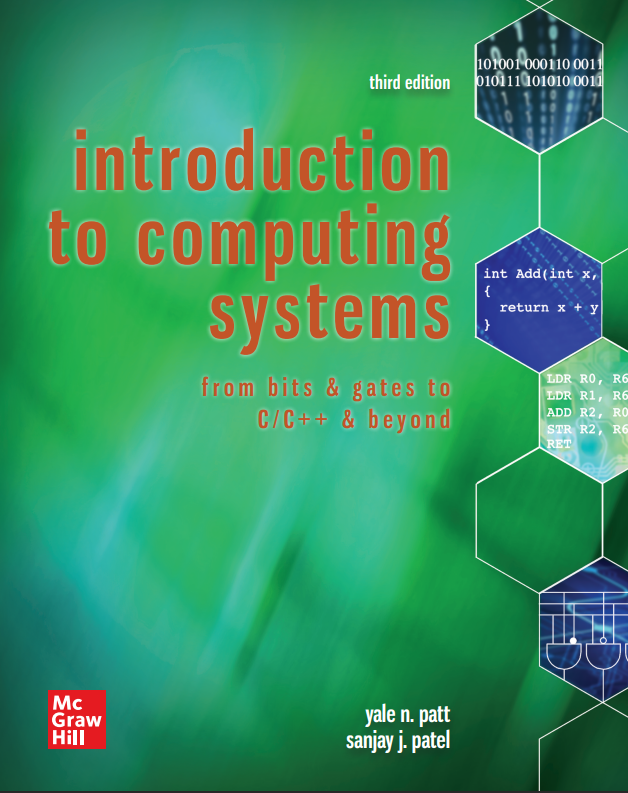 third edition
introduction
to computing
systems
from bits & gates to
C/C++ & beyond
101001 000110 0011
010111 101010 0011
int Add(int x,
{
return x + y
}
LDR R0, R6
LDR R1, R6
ADD R2, R0
STR R2, R6
RET
Mc
Graw
Hill
yale n. patt
sanjay j. patel